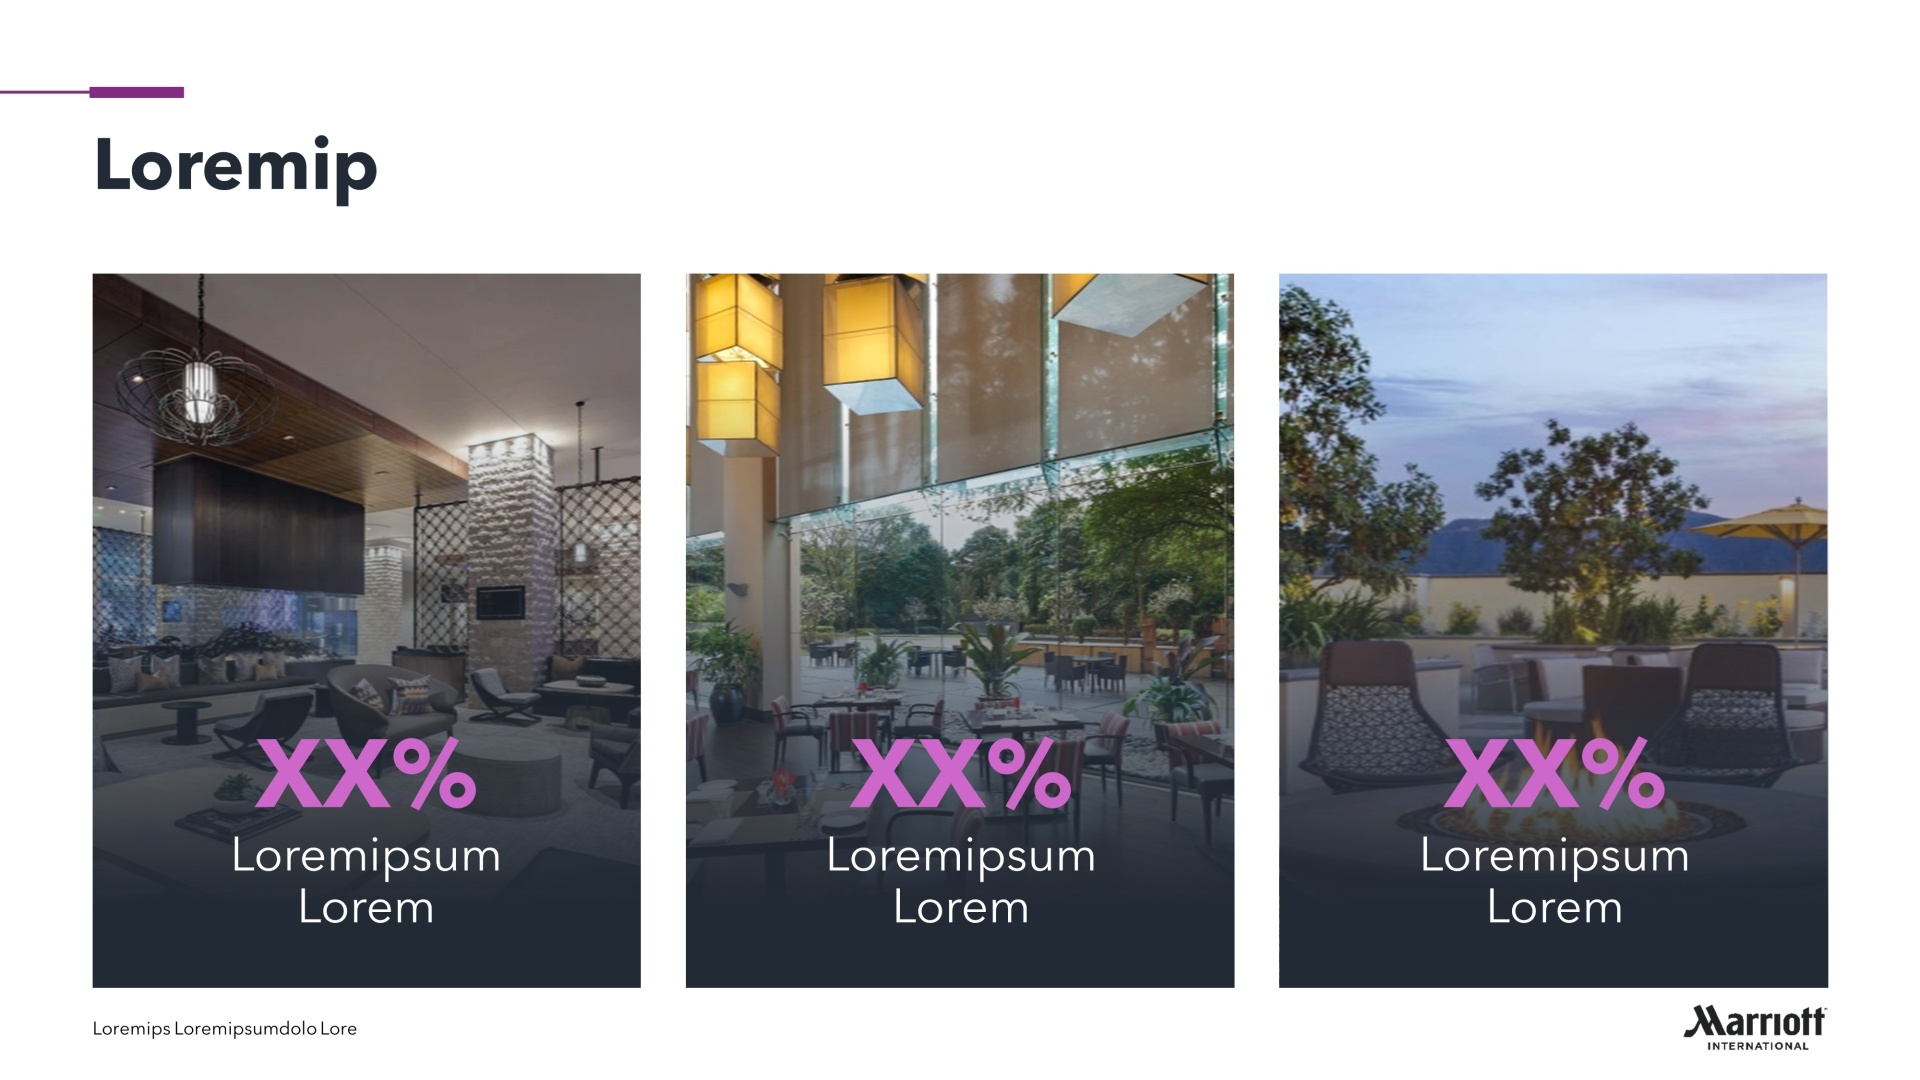 Loremip
XX%
Loremipsum
Lorem
XX%
Loremipsum
Lorem
XX%
Loremipsum
Lorem
Loremips Loremipsumdolo Lore
Marriott
INTERNATIONAL